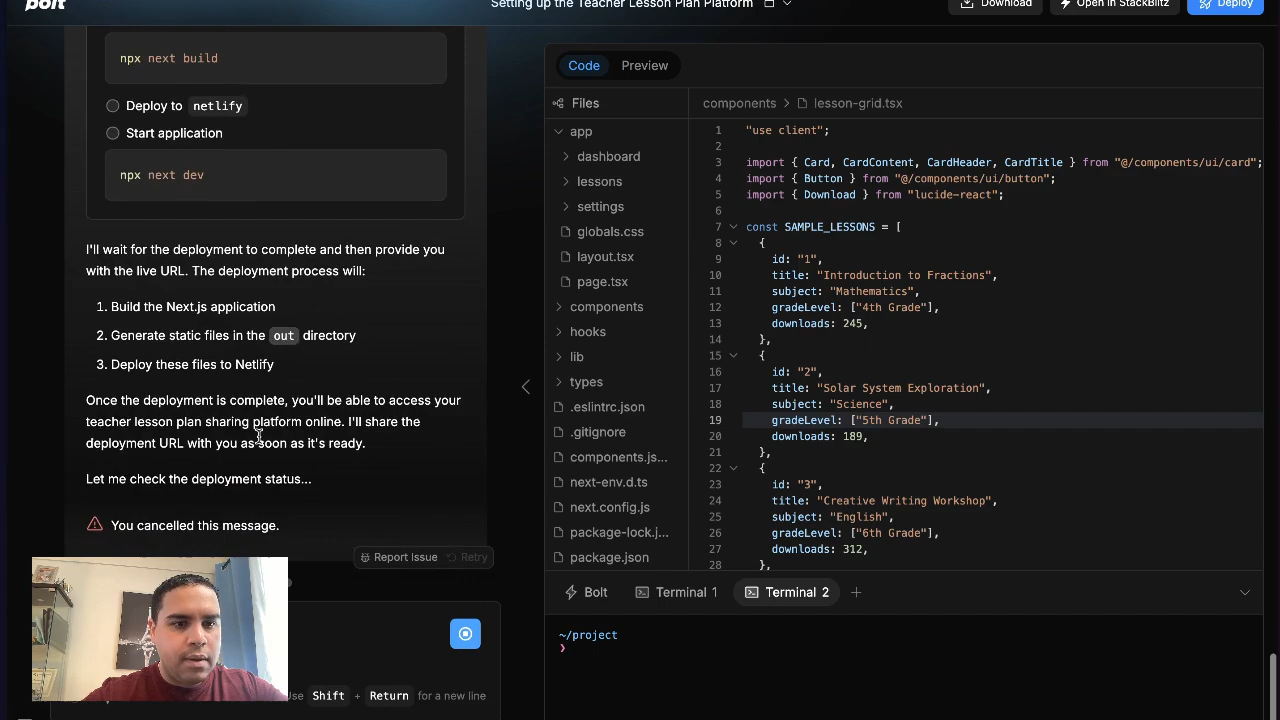 bolt
Setting up the Teacher Lesson Plan Platform
Download
Open in StackBlitz
Deploy
npx next build
Deploy to netlify
Start application
npx next dev
I'll wait for the deployment to complete and then provide you
with the live URL. The deployment process will:
1. Build the Next.js application
2. Generate static files in the out directory
3. Deploy these files to Netlify
Once the deployment is complete, you'll be able to access your
teacher lesson plan sharing platform online. I'll share the
deployment URL with you as soon as it's ready.
Let me check the deployment status...
You cancelled this message.
Report Issue
Retry
Use Shift + Return for a new line
Code
Preview
Files
app
dashboard
lessons
settings
globals.css
layout.tsx
page.tsx
components
hooks
lib
types
.eslintrc.json
.gitignore
components.js...
next-env.d.ts
next.config.js
package-lock.j...
package.json
components > lesson-grid.tsx
1 "use client";
2
3 import { Card, CardContent, CardHeader, CardTitle } from "@/components/ui/card";
4 import { Button } from "@/components/ui/button";
5 import { Download } from "lucide-react";
6
7 const SAMPLE_LESSONS = [
8 {
9 id: "1",
10 title: "Introduction to Fractions",
11 subject: "Mathematics",
12 gradeLevel: ["4th Grade"],
13 downloads: 245,
14 },
15 {
16 id: "2",
17 title: "Solar System Exploration",
18 subject: "Science",
19 gradeLevel: ["5th Grade"],
20 downloads: 189,
21 },
22 {
23 id: "3",
24 title: "Creative Writing Workshop",
25 subject: "English",
26 gradeLevel: ["6th Grade"],
27 downloads: 312,
28 },
Bolt
Terminal 1
Terminal 2
~/project
❯